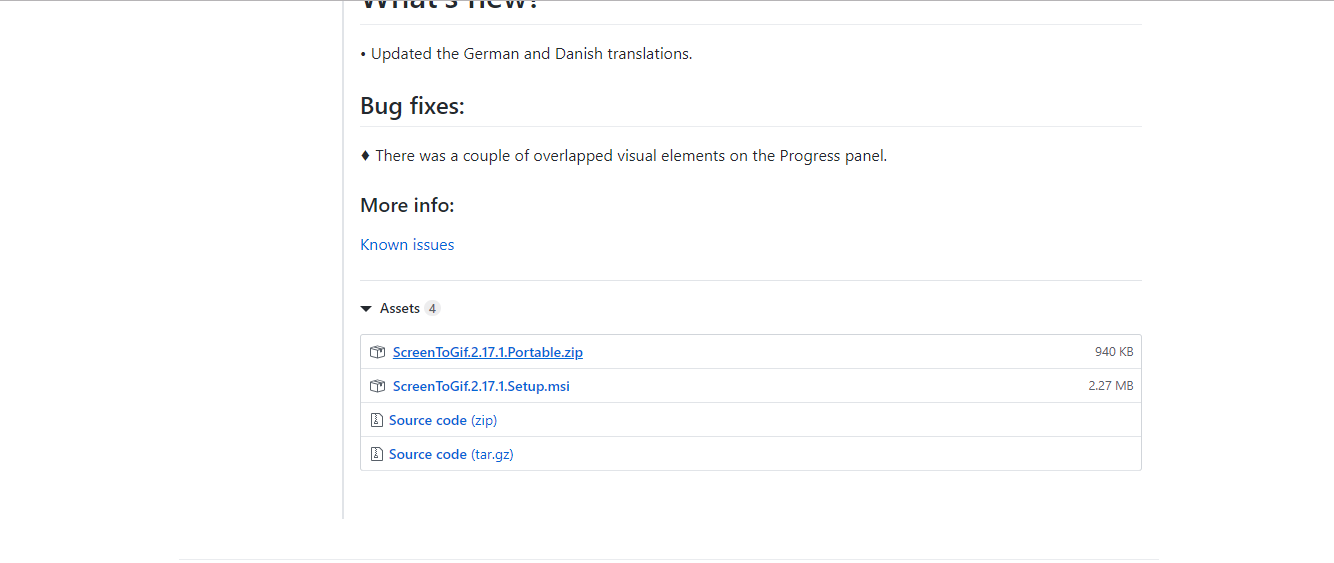 What's new?
• Updated the German and Danish translations.
Bug fixes:
♦ There was a couple of overlapped visual elements on the Progress panel.
More info:
Known issues
Assets 4
ScreenToGif.2.17.1.Portable.zip 940 KB
ScreenToGif.2.17.1.Setup.msi 2.27 MB
Source code (zip)
Source code (tar.gz)